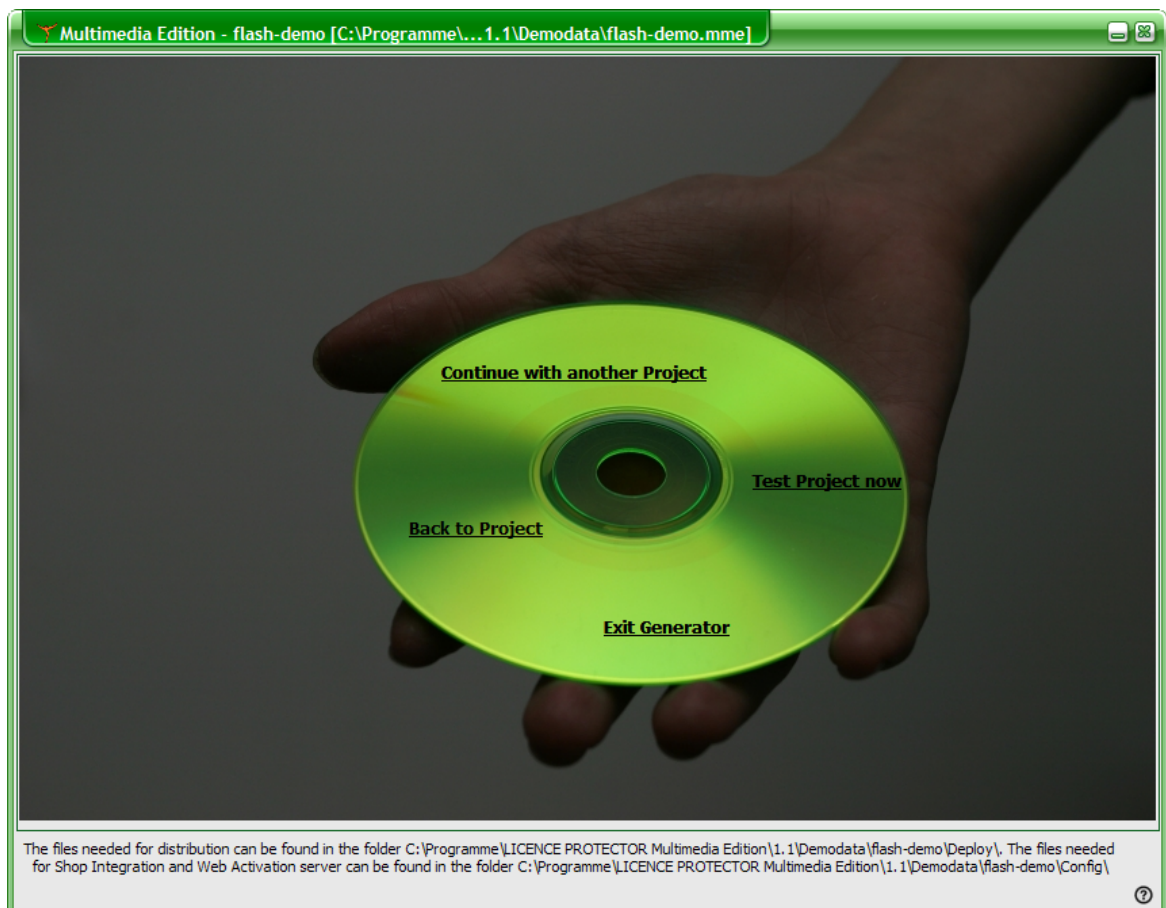 Multimedia Edition - flash-demo [C:\Programme\...1.1\Demodata\flash-demo.mme]
Continue with another Project
Test Project now
Back to Project
Exit Generator
The files needed for distribution can be found in the folder C:\Programme\LICENCE PROTECTOR Multimedia Edition\1.1\Demodata\flash-demo\Deploy\. The files needed
for Shop Integration and Web Activation server can be found in the folder C:\Programme\LICENCE PROTECTOR Multimedia Edition\1.1\Demodata\flash-demo\Config\